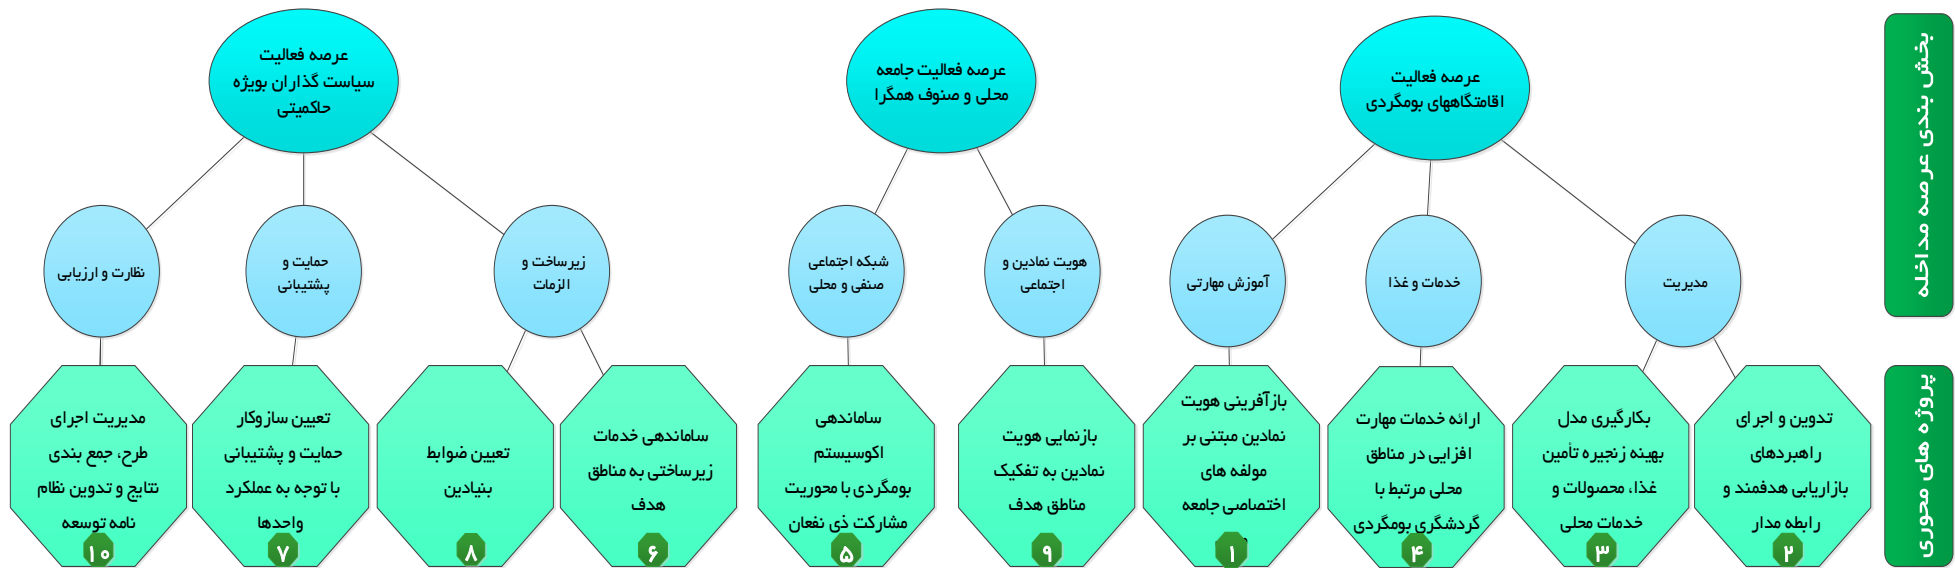 بخش بندی عرصه مداخله
عرصه فعالیت
اقامتگاههای بومگردی
عرصه فعالیت جامعه
محلی و صنوف همگرا
عرصه فعالیت
سیاست گذاران بویژه
حاکمیتی
مدیریت
خدمات و غذا
آموزش مهارتی
هویت نمادین و
اجتماعی
شبکه اجتماعی
صنفی و محلی
زیرساخت و
الزمات
حمایت و
پشتیبانی
نظارت و ارزیابی
پروژه های محوری
تدوین و اجرای
راهبردهای
بازاریابی هدفمند و
رابطه مدار
۲
بکارگیری مدل
بهینه زنجیره تأمین
غذا، محصولات و
خدمات محلی
۳
ارائه خدمات مهارت
افزایی در مناطق
محلی مرتبط با
گردشگری بومگردی
۴
بازآفرینی هویت
نمادین مبتنی بر
مولفه های
اختصاصی جامعه
۱
بازنمایی هویت
نمادین به تفکیک
مناطق هدف
۹
ساماندهی
اکوسیستم
بومگردی با محوریت
مشارکت ذی نفعان
۵
ساماندهی خدمات
زیرساختی به مناطق
هدف
۶
تعیین ضوابط
بنیادین
۸
تعیین سازوکار
حمایت و پشتیبانی
با توجه به عملکرد
واحدها
۷
مدیریت اجرای
طرح، جمع بندی
نتایج و تدوین نظام
نامه توسعه
۱۰